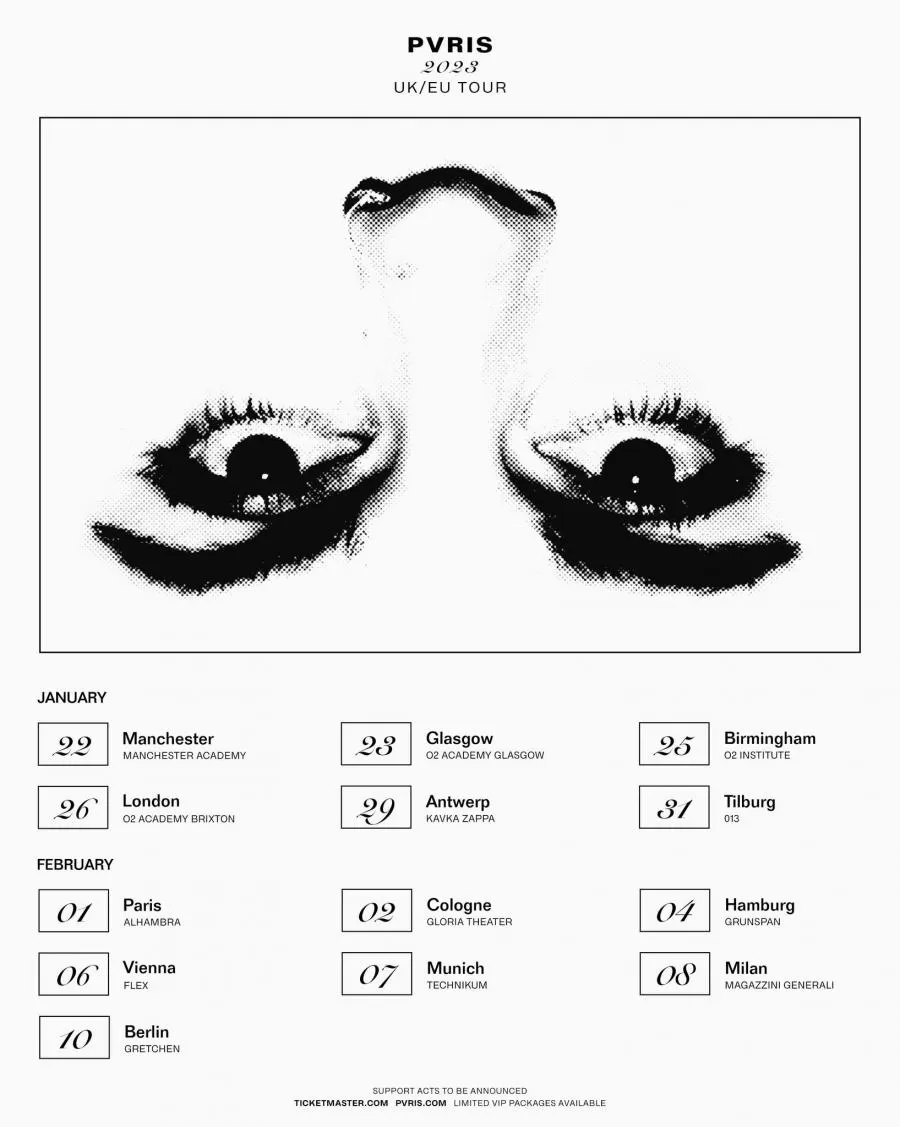 PVRIS
2023
UK/EU TOUR
JANUARY
22
Manchester
MANCHESTER ACADEMY
23
Glasgow
O2 ACADEMY GLASGOW
25
Birmingham
O2 INSTITUTE
26
London
O2 ACADEMY BRIXTON
29
Antwerp
KAVKA ZAPPA
31
Tilburg
013
FEBRUARY
01
Paris
ALHAMBRA
02
Cologne
GLORIA THEATER
04
Hamburg
GRUNSPAN
06
Vienna
FLEX
07
Munich
TECHNIKUM
08
Milan
MAGAZZINI GENERALI
10
Berlin
GRETCHEN
SUPPORT ACTS TO BE ANNOUNCED
TICKETMASTER.COM PVRIS.COM LIMITED VIP PACKAGES AVAILABLE